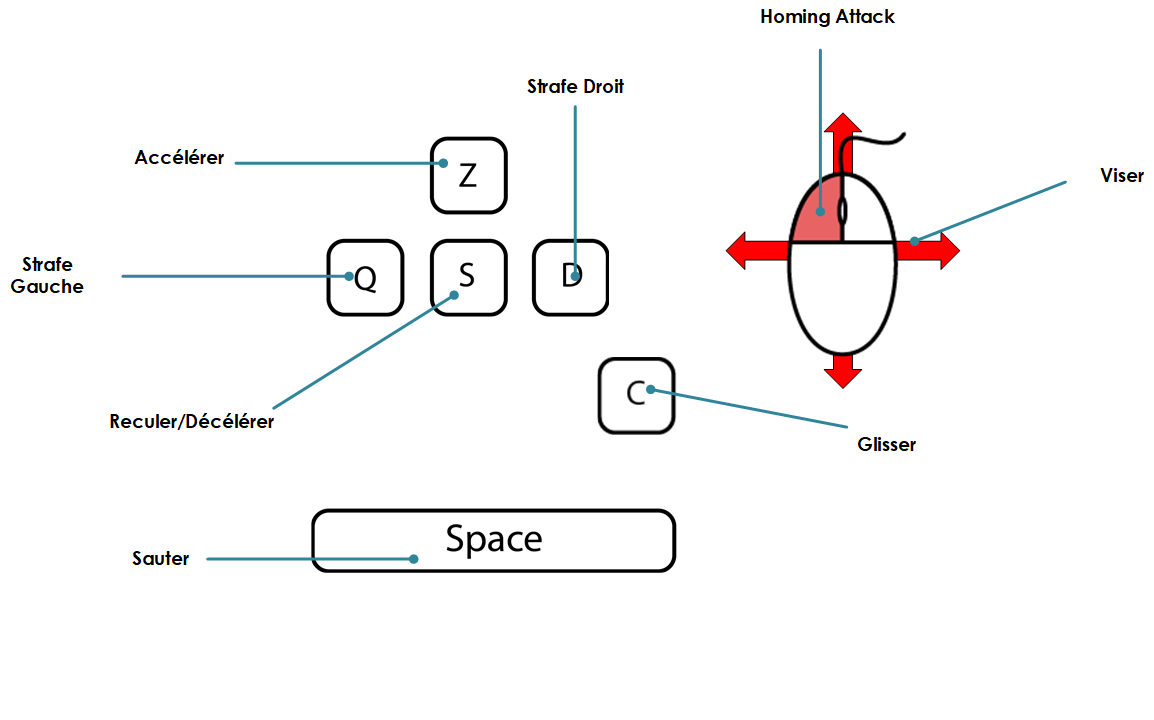 Homing Attack
Strafe Droit
Accélérer
Z
Viser
Strafe
Gauche
Q
S
D
C
Reculer/Décélérer
Glisser
Space
Sauter